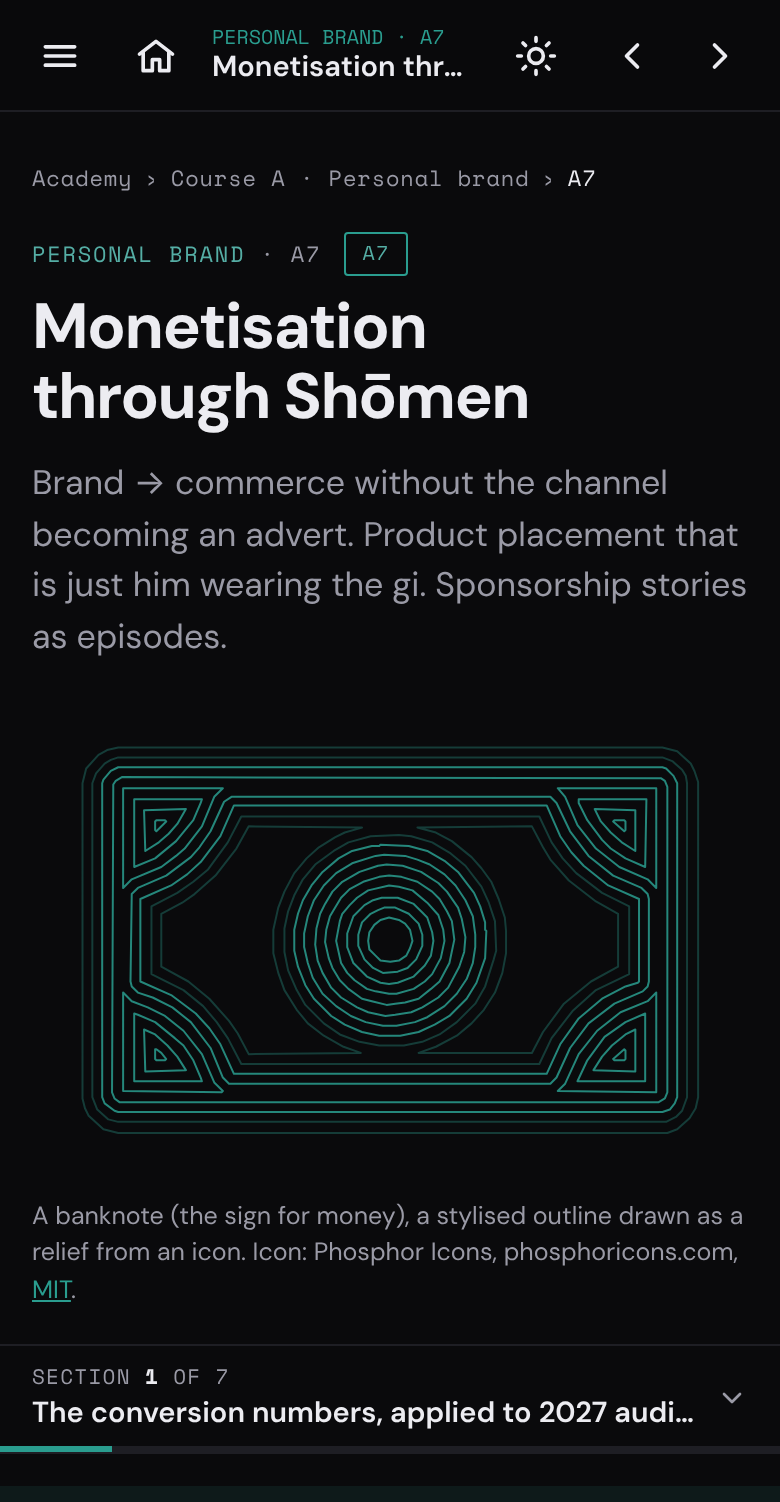 PERSONAL BRAND · A7
Monetisation thr...
Academy › Course A · Personal brand › A7
PERSONAL BRAND · A7 A7
Monetisation
through Shōmen
Brand → commerce without the channel
becoming an advert. Product placement that
is just him wearing the gi. Sponsorship stories
as episodes.
A banknote (the sign for money), a stylised outline drawn as a
relief from an icon. Icon: Phosphor Icons, phosphoricons.com,
MIT.
SECTION 1 OF 7
The conversion numbers, applied to 2027 audi...